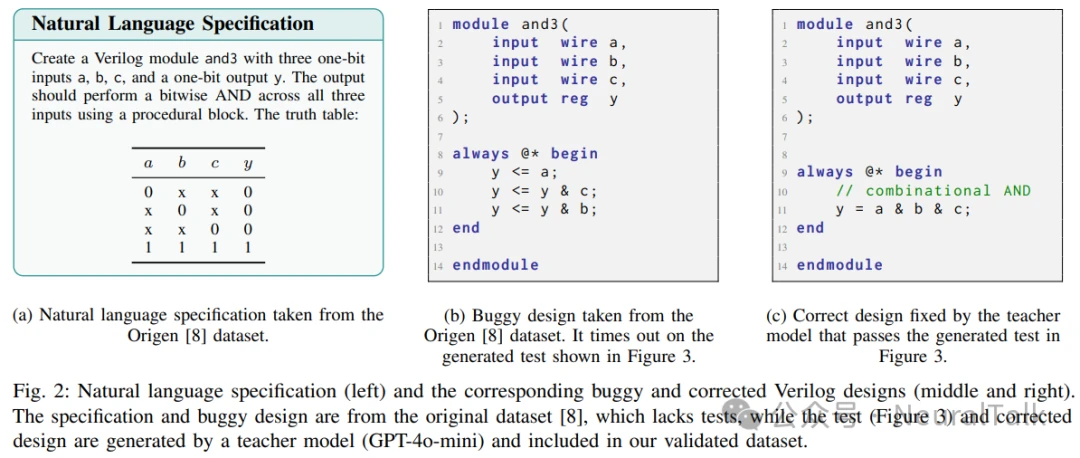 Natural Language Specification
Create a Verilog module and3 with three one-bit
inputs a, b, c, and a one-bit output y. The output
should perform a bitwise AND across all three
inputs using a procedural block. The truth table:
a b c y
0 x x 0
x 0 x 0
x x 0 0
1 1 1 1
(a) Natural language specification taken from the
Origen [8] dataset.
1 module and3(
2 input wire a,
3 input wire b,
4 input wire c,
5 output reg y
6 );
7
8 always @* begin
9 y <= a;
10 y <= y & c;
11 y <= y & b;
12 end
13
14 endmodule
(b) Buggy design taken from the
Origen [8] dataset. It times out on the
generated test shown in Figure 3.
1 module and3(
2 input wire a,
3 input wire b,
4 input wire c,
5 output reg y
6 );
7
8
9 always @* begin
10 // combinational AND
11 y = a & b & c;
12 end
13
14 endmodule
(c) Correct design fixed by the teacher
model that passes the generated test in
Figure 3.
Fig. 2: Natural language specification (left) and the corresponding buggy and corrected Verilog designs (middle and right).
The specification and buggy design are from the original dataset [8], which lacks tests, while the test (Figure 3) and corrected
design are generated by a teacher model (GPT-4o-mini) and included in our validated dataset.
公众号 · NeuralTalk